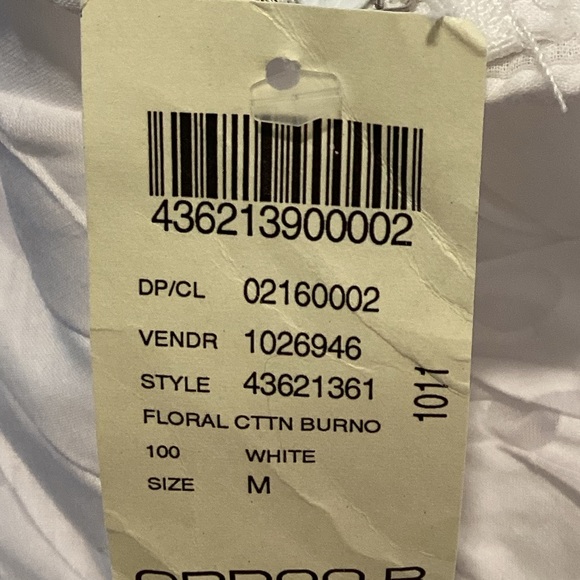 436213900002
DP/CL 02160002
VENDR 1026946
STYLE 43621361
1011
FLORAL CTTN BURNO
100 WHITE
SIZE M